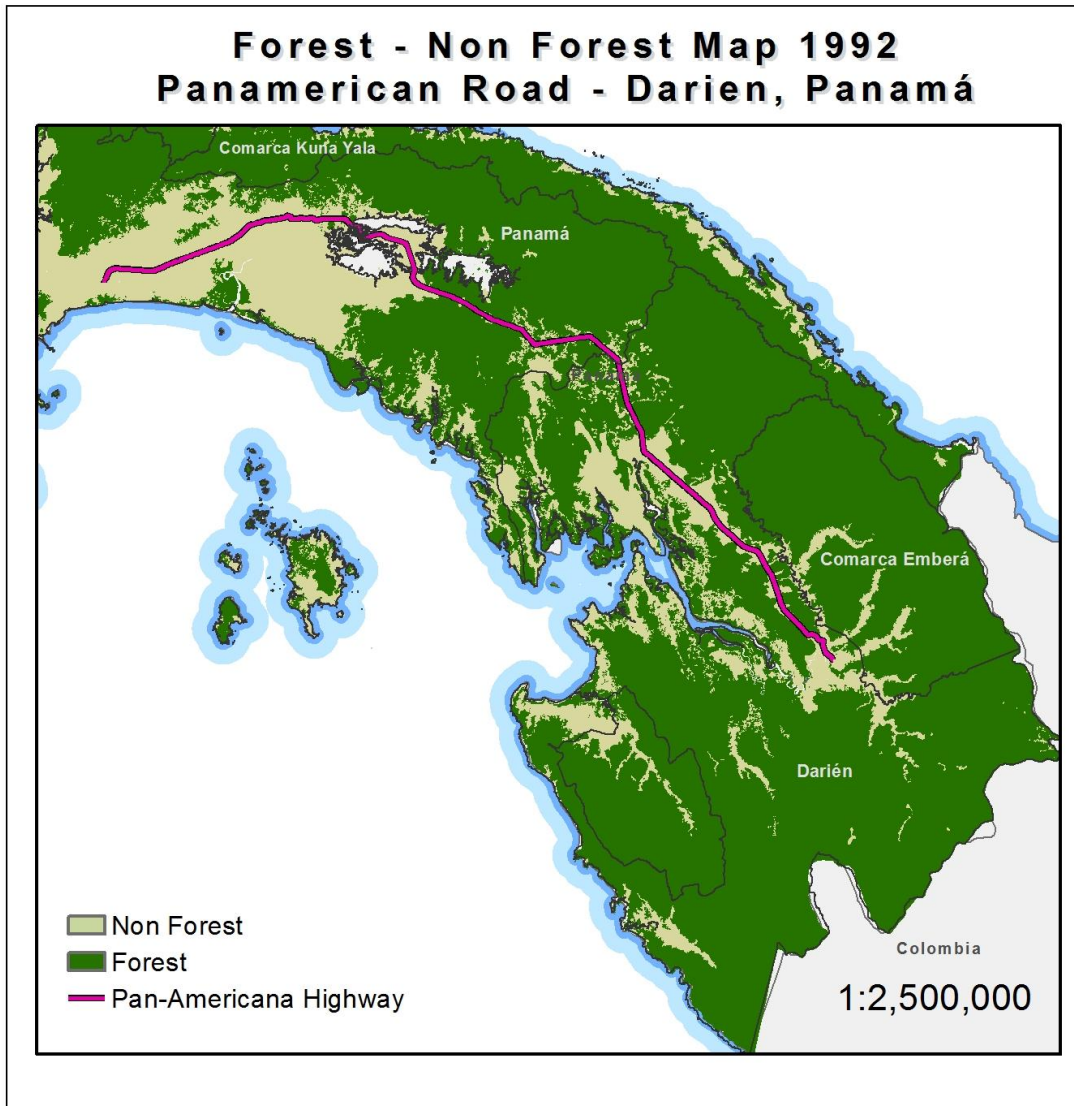 Forest - Non Forest Map 1992
Panamerican Road - Darien, Panamá
Comarca Kuna Yala
Panamá
Comarca Emberá
Darién
Non Forest
Forest
Pan-Americana Highway
Colombia
1:2,500,000